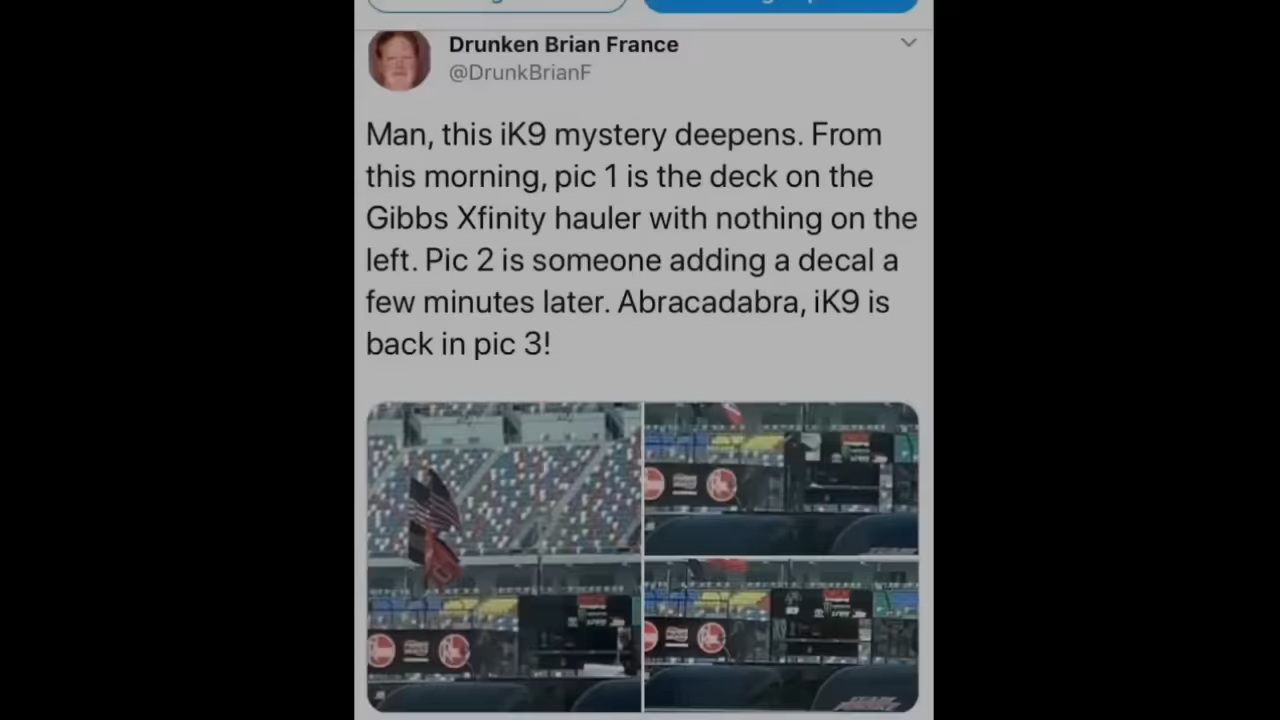 Drunken Brian France
@DrunkBrianF
Man, this iK9 mystery deepens. From
this morning, pic 1 is the deck on the
Gibbs Xfinity hauler with nothing on the
left. Pic 2 is someone adding a decal a
few minutes later. Abracadabra, iK9 is
back in pic 3!